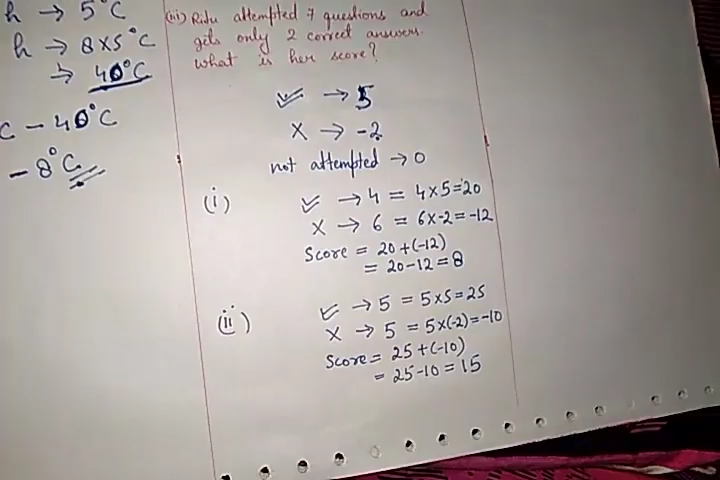 h → 5°C
h → 8×5°C
→ 40°C
C - 40°C
- 8°C
(iii) Ridu attempted 7 questions and
gets only 2 correct answers.
what is her score?
✓ → 5
× → -2
not attempted → 0
(i)
✓ → 4 = 4×5=20
× → 6 = 6×-2=-12
Score = 20+(-12)
= 20-12=8
(ii)
✓ → 5 = 5×5=25
× → 5 = 5×(-2)=-10
Score = 25+(-10)
= 25-10=15